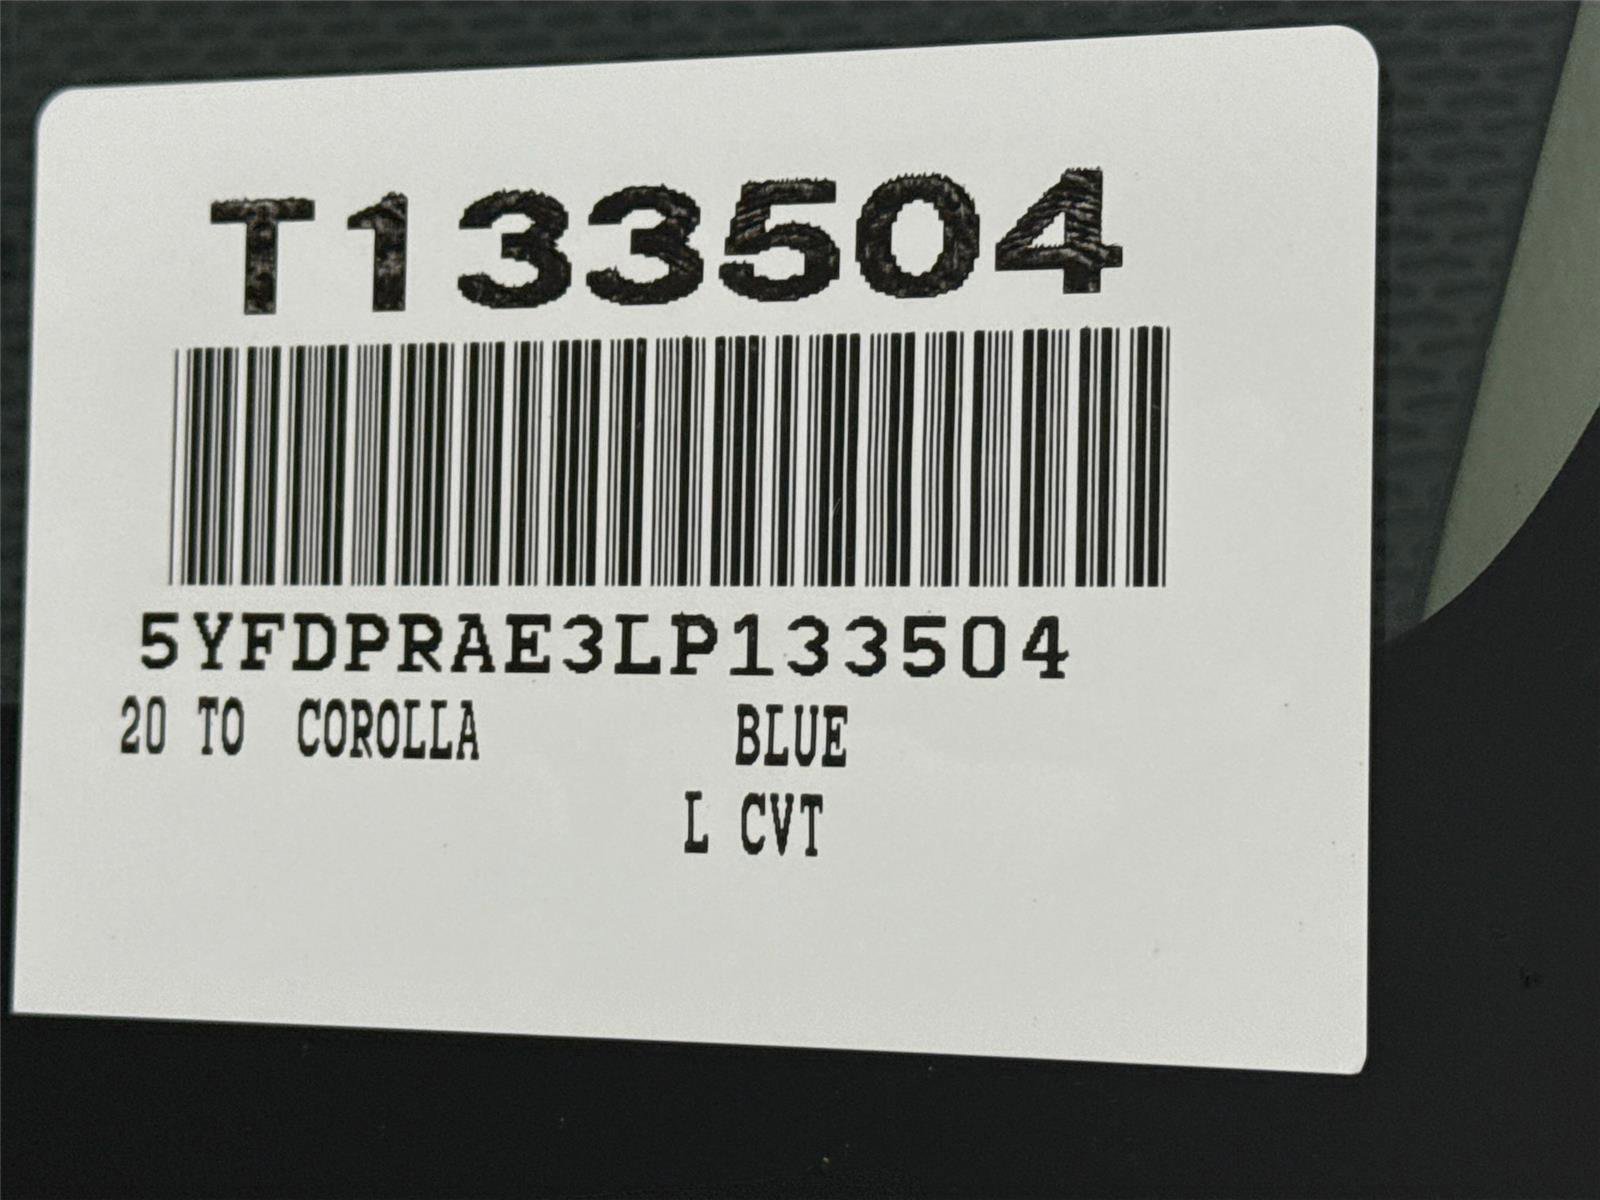 T133504
5YFDPRAE3LP133504
20 TO COROLLA BLUE
L CVT